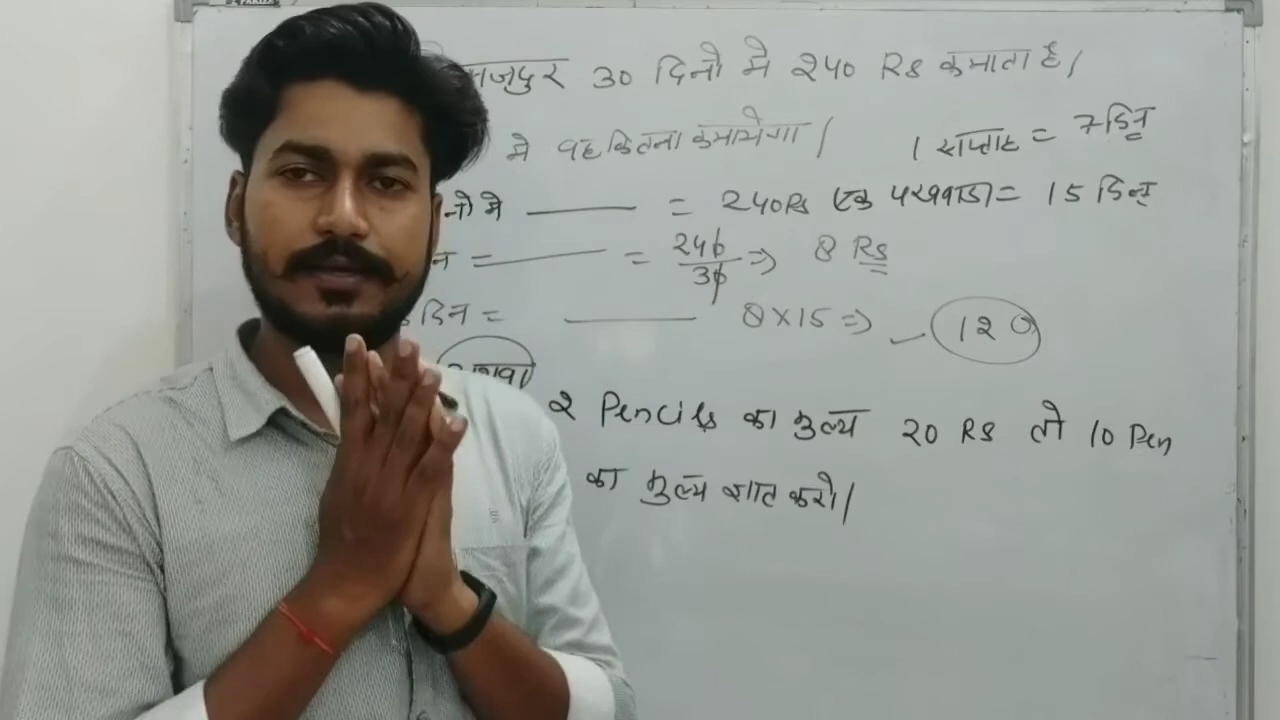 मजदुर 30 दिनो मे 240 Rs कमाता है।
मे वह कितना कमायेगा। 1 सप्ताह = 7 दिन
नो मे = 240 Rs एक पखवाडा = 15 दिन
न = = 240/30 ⇒ 8 Rs
दिन = 8 × 15 ⇒ 120
2 Pencils का मुल्य 20 RS तो 10 Pen
का मुल्य ज्ञात करो।